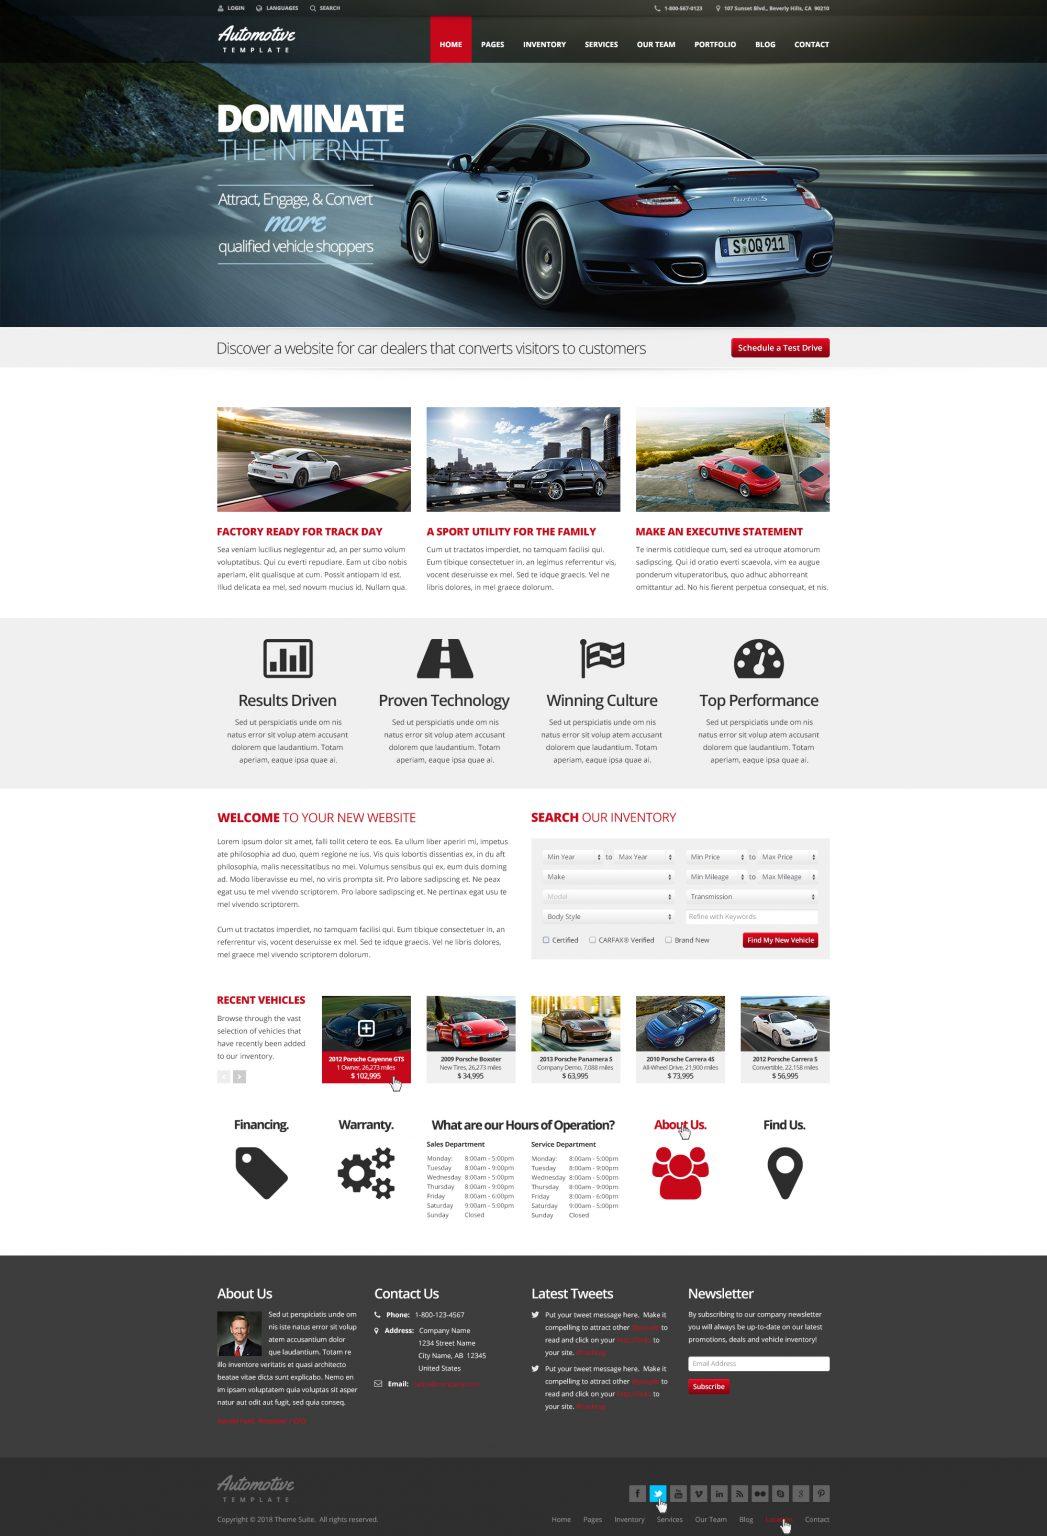 LOGIN LANGUAGES SEARCH 1-800-567-0123 107 Sunset Blvd., Beverly Hills, CA 90210
Automotive
TEMPLATE
HOME PAGES INVENTORY SERVICES OUR TEAM PORTFOLIO BLOG CONTACT
DOMINATE
THE INTERNET
Attract, Engage, & Convert
more
qualified vehicle shoppers
Turbo S
S OQ 911
Discover a website for car dealers that converts visitors to customers
Schedule a Test Drive
FACTORY READY FOR TRACK DAY
Sea veniam lucilius neglegentur ad, an per sumo volum
voluptatibus. Qui cu everti repudiare. Eam ut cibo nobis
aperiam, elit qualisque at cum. Possit antiopam id est.
Illud delicata ea mel, sed novum mucius id. Nullam qua.
A SPORT UTILITY FOR THE FAMILY
Cum ut tractatos imperdiet, no tamquam facilisi qui.
Eum tibique consectetuer in, an legimus referrentur vis,
vocent deseruisse ex mel. Sed te idque graecis. Vel ne
libris dolores, in mel graece dolorum.
MAKE AN EXECUTIVE STATEMENT
Te inermis cotidieque cum, sed ea utroque atomorum
sadipscing. Qui id oratio everti scaevola, vim ea augue
ponderum vituperatoribus, quo adhuc abhorreant
omittantur ad. No his fierent perpetua consequat, et nis.
Results Driven
Sed ut perspiciatis unde om nis
natus error sit volup atem accusant
dolorem que laudantium. Totam
aperiam, eaque ipsa quae ai.
Proven Technology
Sed ut perspiciatis unde om nis
natus error sit volup atem accusant
dolorem que laudantium. Totam
aperiam, eaque ipsa quae ai.
Winning Culture
Sed ut perspiciatis unde om nis
natus error sit volup atem accusant
dolorem que laudantium. Totam
aperiam, eaque ipsa quae ai.
Top Performance
Sed ut perspiciatis unde om nis
natus error sit volup atem accusant
dolorem que laudantium. Totam
aperiam, eaque ipsa quae ai.
WELCOME TO YOUR NEW WEBSITE
Lorem ipsum dolor sit amet, falli tollit cetero te eos. Ea ullum liber aperiri mi, impetus
ate philosophia ad duo, quem regione ne ius. Vis quis lobortis dissentias ex, in du aft
philosophia, malis necessitatibus no mei. Volumus sensibus qui ex, eum duis doming
ad. Modo liberavisse eu mel, no viris prompta sit. Pro labore sadipscing et. Ne peax
egat usu te mel vivendo scriptorem. Pro labore sadipscing et. Ne pertinax egat usu te
mel vivendo scriptorem.
Cum ut tractatos imperdiet, no tamquam facilisi qui. Eum tibique consectetuer in, an
referrentur vis, vocent deseruisse ex mel. Sed te idque graecis. Vel ne libris dolores,
mel graece mel vivendo scriptorem dolorum.
SEARCH OUR INVENTORY
Min Year to Max Year Min Price to Max Price
Make Min Mileage to Max Mileage
Model Transmission
Body Style Refine with Keywords
Certified CARFAX® Verified Brand New Find My New Vehicle
RECENT VEHICLES
Browse through the vast
selection of vehicles that
have recently been added
to our inventory.
2012 Porsche Cayenne GTS
1 Owner, 26,273 miles
$ 102,995
2009 Porsche Boxster
New Tires, 26,273 miles
$ 34,995
2013 Porsche Panamera S
Company Demo, 7,088 miles
$ 63,995
2010 Porsche Carrera 4S
All-Wheel Drive, 21,900 miles
$ 73,995
2012 Porsche Carrera S
Convertible, 22,158 miles
$ 56,995
Financing.
Warranty.
What are our Hours of Operation?
Sales Department
Monday: 8:00am - 5:00pm
Tuesday 8:00am - 9:00pm
Wednesday 8:00am - 5:00pm
Thursday 8:00am - 9:00pm
Friday 8:00am - 6:00pm
Saturday 9:00am - 5:00pm
Sunday Closed
Service Department
Monday: 8:00am - 5:00pm
Tuesday 8:00am - 9:00pm
Wednesday 8:00am - 5:00pm
Thursday 8:00am - 9:00pm
Friday 8:00am - 6:00pm
Saturday 9:00am - 5:00pm
Sunday Closed
About Us.
Find Us.
About Us
Sed ut perspiciatis unde om
nis iste natus error sit volup
atem accusantium dolor
que laudantium. Totam re
illo inventore veritatis et quasi architecto
beatae vitae dicta sunt explicabo. Nemo en
im ipsam voluptatem quia voluptas sit asper
natur aut odit aut fugit, sed quia conseq.
Contact Us
Phone: 1-800-123-4567
Address: Company Name
1234 Street Name
City Name, AB 12345
United States
Email:
Latest Tweets
Put your tweet message here. Make it
compelling to attract other to
read and click on your to
your site.
Put your tweet message here. Make it
compelling to attract other to
read and click on your to
your site.
Newsletter
By subscribing to our company newsletter
you will always be up-to-date on our latest
promotions, deals and vehicle inventory!
Email Address
Subscribe
Automotive
TEMPLATE
Copyright © 2018 Theme Suite. All rights reserved.
Home Pages Inventory Services Our Team Blog Contact